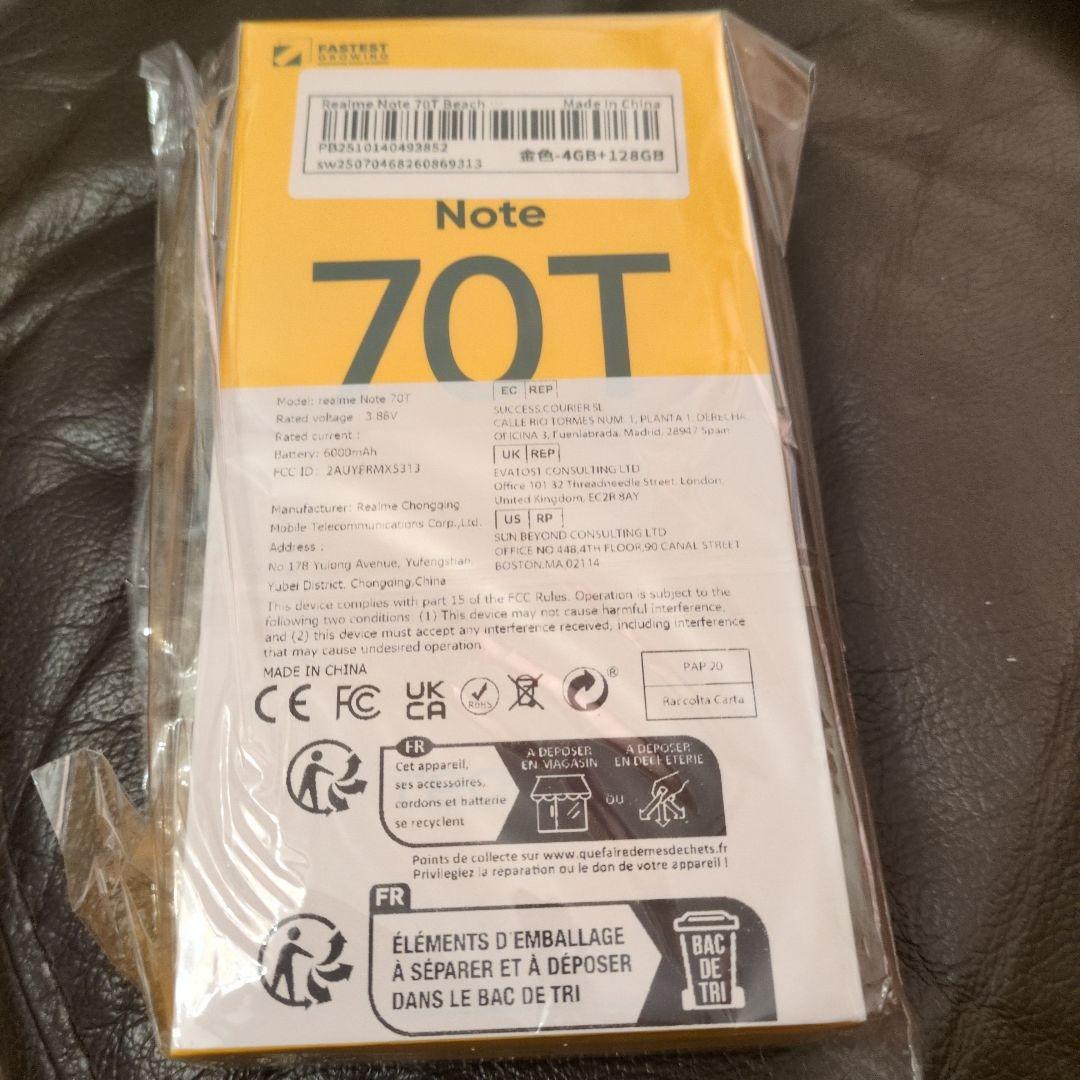 FASTEST
GROWING
Realme Note 70T Beach ... Made In China
PB2510140493852
sw25070468260869313
金色-4GB+128GB
Note
70T
Model: realme Note 70T
Rated voltage : 3.88V
Rated current :
Battery: 6000mAh
FCC ID: 2AUYFRMX5313
Manufacturer: Realme Chongqing
Mobile Telecommunications Corp.,Ltd.
Address :
No 178 Yulong Avenue, Yufengshan,
Yubei District, Chongqing,China
EC REP
SUCCESS COURIER SL
CALLE RIO TORMES NUM. 1, PLANTA 1, DERECHA,
OFICINA 3, Fuenlabrada, Madrid, 28947 Spain
UK REP
EVATOST CONSULTING LTD
Office 101 32 Threadneedle Street, London,
United Kingdom, EC2R 8AY
US RP
SUN BEYOND CONSULTING LTD
OFFICE NO 448,4TH FLOOR,90 CANAL STREET
BOSTON,MA 02114
This device complies with part 15 of the FCC Rules. Operation is subject to the
following two conditions: (1) This device may not cause harmful interference,
and (2) this device must accept any interference received, including interference
that may cause undesired operation
MADE IN CHINA
CE FC UK CA RoHS ®
PAP 20
Raccolta Carta
FR
Cet appareil,
ses accessoires,
cordons et batterie
se recyclent
A DEPOSER
EN MAGASIN
OU
A DEPOSER
EN DECHETERIE
Points de collecte sur www.quefairedemesdechets.fr
Privilegiez la reparation ou le don de votre appareil !
FR
ÉLÉMENTS D'EMBALLAGE
À SÉPARER ET À DÉPOSER
DANS LE BAC DE TRI
BAC
DE
TRI